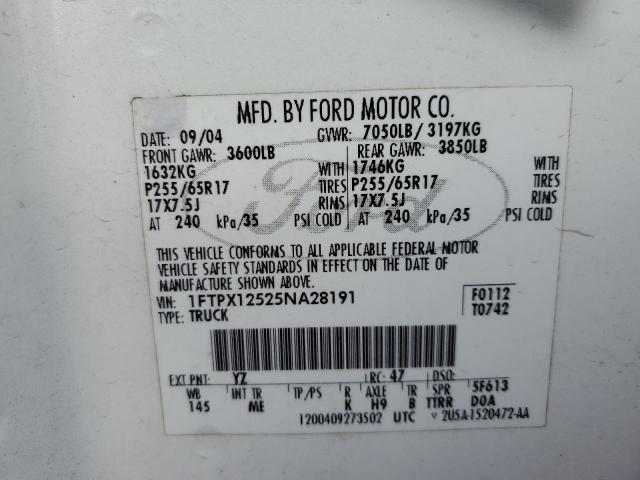 MFD. BY FORD MOTOR CO.
DATE: 09/04 GVWR: 7050LB/ 3197KG
FRONT GAWR: 3600LB REAR GAWR: 3850LB
1632KG WITH 1746KG WITH
P255/65R17 TIRES P255/65R17 TIRES
17X7.5J RIMS 17X7.5J RIMS
AT 240 kPa/35 PSI COLD AT 240 kPa/35 PSI COLD
Ford
THIS VEHICLE CONFORMS TO ALL APPLICABLE FEDERAL MOTOR
VEHICLE SAFETY STANDARDS IN EFFECT ON THE DATE OF
MANUFACTURE SHOWN ABOVE.
VIN: 1FTPX12525NA28191 F0112
TYPE: TRUCK T0742
EXT PNT: YZ RC: 47 DSO:
WB INT TR TP/PS R AXLE TR SPR 5F613
145 ME K H9 B TTRR DOA
1200409273502 UTC ▽ 2U5A-1520472-AA